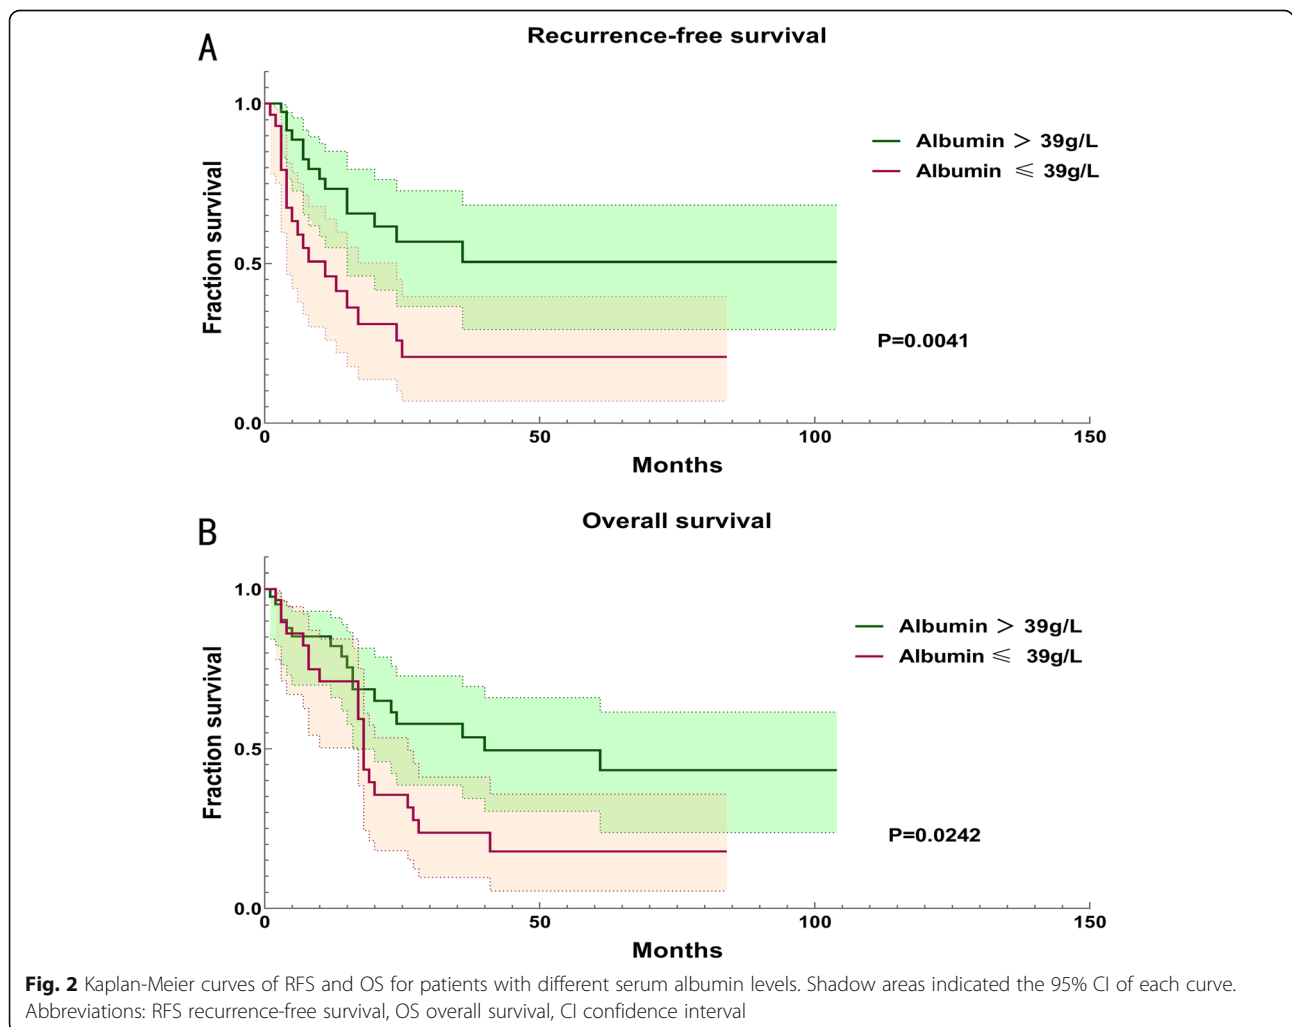 A
Recurrence-free survival
1.0
0.5
0.0
Fraction survival
Albumin > 39g/L
Albumin ≤ 39g/L
P=0.0041
0 50 100 150
Months
B
Overall survival
1.0
0.5
0.0
Fraction survival
Albumin > 39g/L
Albumin ≤ 39g/L
P=0.0242
0 50 100 150
Months
Fig. 2 Kaplan-Meier curves of RFS and OS for patients with different serum albumin levels. Shadow areas indicated the 95% CI of each curve.
Abbreviations: RFS recurrence-free survival, OS overall survival, CI confidence interval